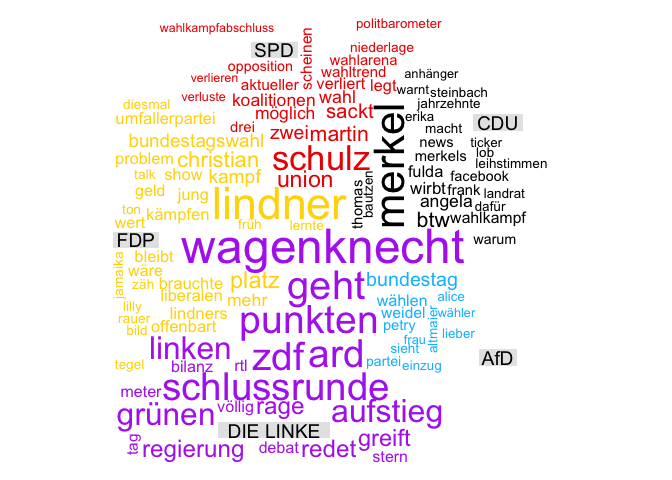 wahlkampfabschluss
politbarometer
SPD
scheinen
niederlage
opposition
wahlarena
verlieren
aktueller
wahltrend
anhänger
verluste
koalitionen
verliert
legt
warnt
steinbach
diesmal
möglich
wahl
jahrzehnte
umfallerpartei
drei
zwei
martin
sackt
merkel
erika
macht
CDU
bundestagswahl
schulz
news
ticker
problem
christian
merkels
lob
leihstimmen
talk
show
kampf
union
thomas
bautzen
fulda
facebook
geld
jung
lindner
wirbt
frank
landrat
ton
kämpfen
angela
dafür
wert
früh
lernte
btw
wahlkampf
FDP
wagenknecht
warum
jamaika
bleibt
wäre
platz
geht
bundestag
zäh
brauchte
liberalen
mehr
wählen
alice
lilly
lindners
punkten
weidel
wähler
rauer
bild
offenbart
petry
frau
altmaier
lieber
linken
zdf
ard
sieht
AfD
tegel
bilanz
rtl
partei
einzug
meter
schlussrunde
grünen
völlig
rage
aufstieg
DIE LINKE
tag
regierung
debat
redet
greift
stern